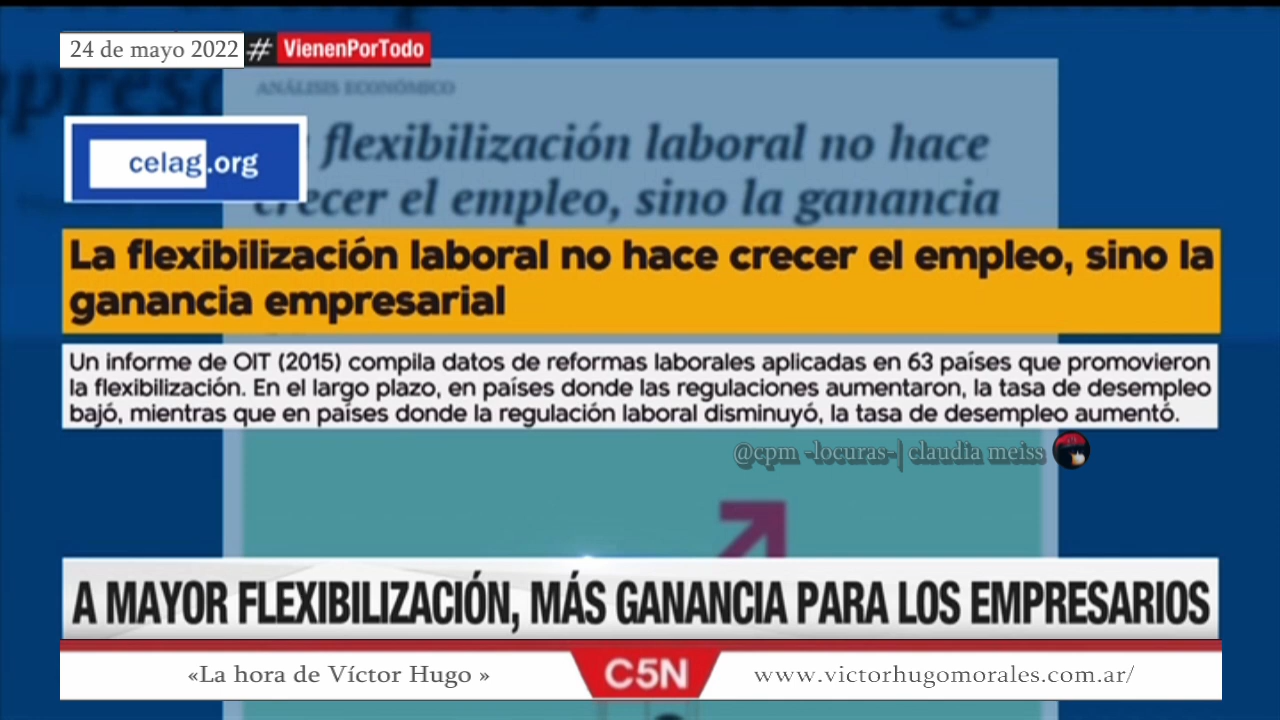 24 de mayo 2022 # VienenPorTodo
ANÁLISIS ECONÓMICO
flexibilización laboral no hace
celag.org
crecer el empleo, sino la ganancia
La flexibilización laboral no hace crecer el empleo, sino la
ganancia empresarial
Un informe de OIT (2015) compila datos de reformas laborales aplicadas en 63 países que promovieron
la flexibilización. En el largo plazo, en países donde las regulaciones aumentaron, la tasa de desempleo
bajó, mientras que en países donde la regulación laboral disminuyó, la tasa de desempleo aumentó.
@cpm -locuras-| claudia meiss
A MAYOR FLEXIBILIZACIÓN, MÁS GANANCIA PARA LOS EMPRESARIOS
«La hora de Víctor Hugo » C5N www.victorhugomorales.com.ar/